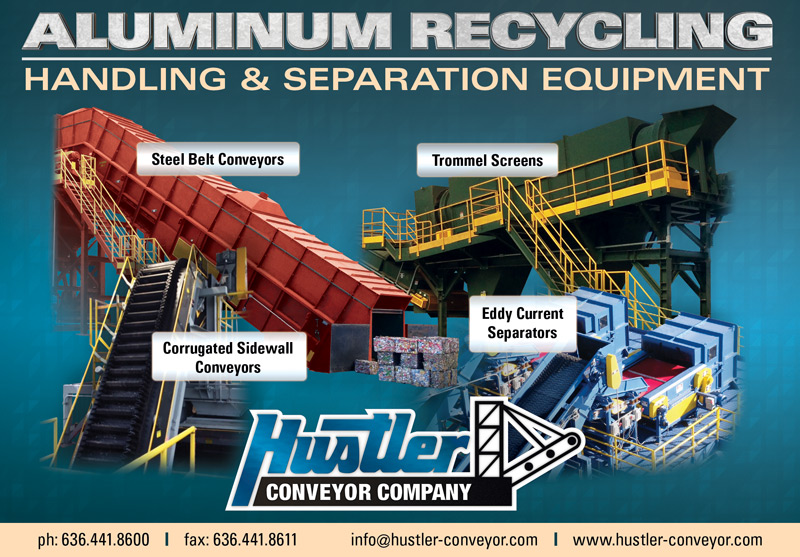 ALUMINUM RECYCLING
HANDLING & SEPARATION EQUIPMENT
Steel Belt Conveyors
Trommel Screens
Eddy Current
Separators
Corrugated Sidewall
Conveyors
Hustler
CONVEYOR COMPANY
ph: 636.441.8600 | fax: 636.441.8611 info@hustler-conveyor.com | www.hustler-conveyor.com